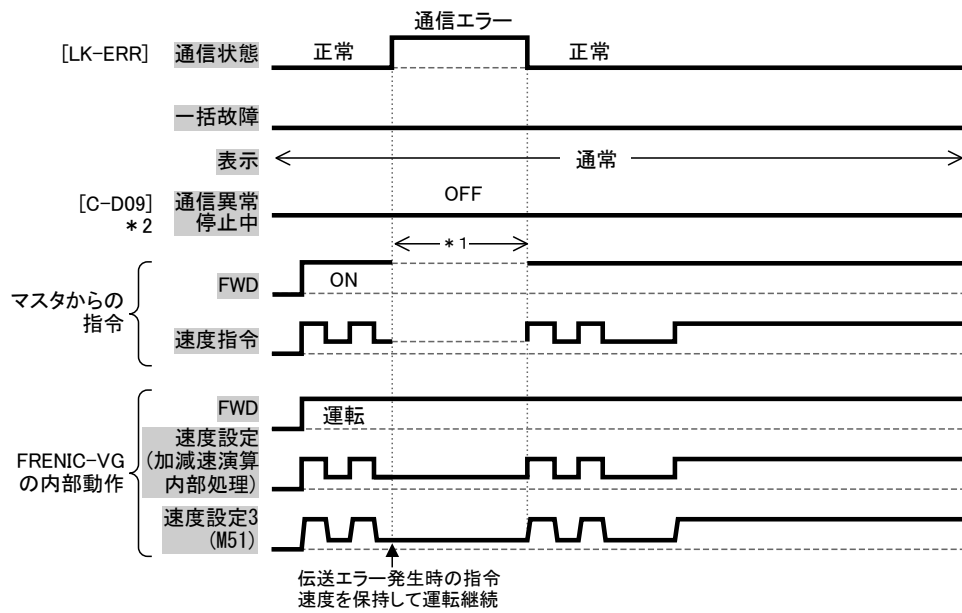 通信エラー
[LK-ERR] 通信状態 正常 正常
一括故障
表示 通常
[C-D09] 通信異常 OFF
*2 停止中
*1
FWD ON
マスタからの
指令
速度指令
FWD 運転
速度設定
(加減速演算
内部処理)
FRENIC-VG
の内部動作
速度設定3
(M51)
伝送エラー発生時の指令
速度を保持して運転継続